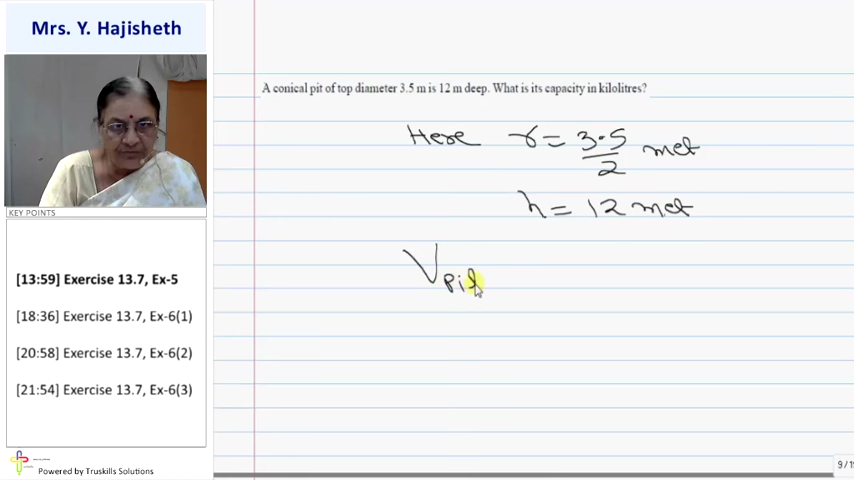 Mrs. Y. Hajisheth
KEY POINTS
[13:59] Exercise 13.7, Ex-5
[18:36] Exercise 13.7, Ex-6(1)
[20:58] Exercise 13.7, Ex-6(2)
[21:54] Exercise 13.7, Ex-6(3)
Powered by Truskills Solutions
A conical pit of top diameter 3.5 m is 12 m deep. What is its capacity in kilolitres?
Here r = 3.5/2 met
h = 12 met
V pit